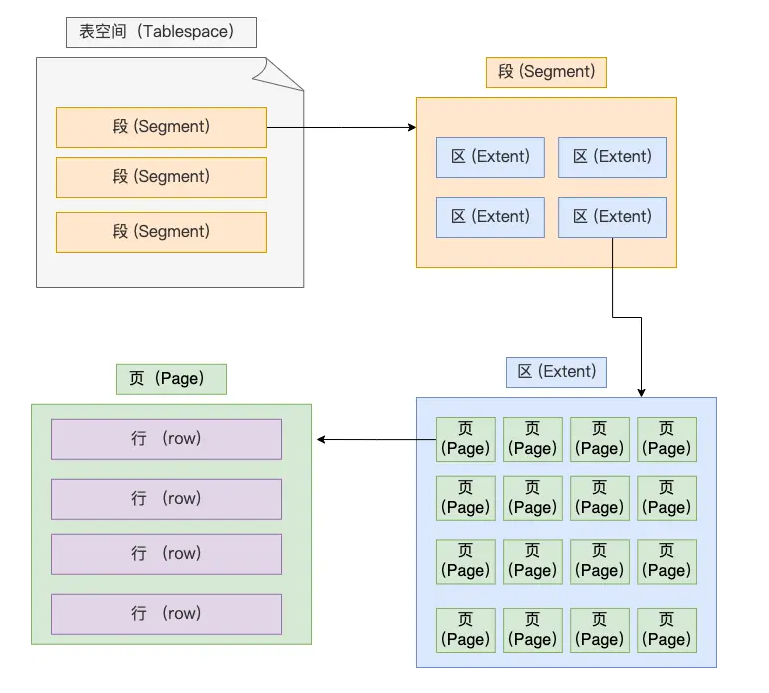 表空间（Tablespace）
段 (Segment)
段 (Segment)
段 (Segment)
段 (Segment)
区 (Extent)
区 (Extent)
区 (Extent)
区 (Extent)
区 (Extent)
页
(Page)
页
(Page)
页
(Page)
页
(Page)
页
(Page)
页
(Page)
页
(Page)
页
(Page)
页
(Page)
页
(Page)
页
(Page)
页
(Page)
页
(Page)
页
(Page)
页
(Page)
页
(Page)
页（Page）
行 （row)
行 （row)
行 （row)
行 （row)